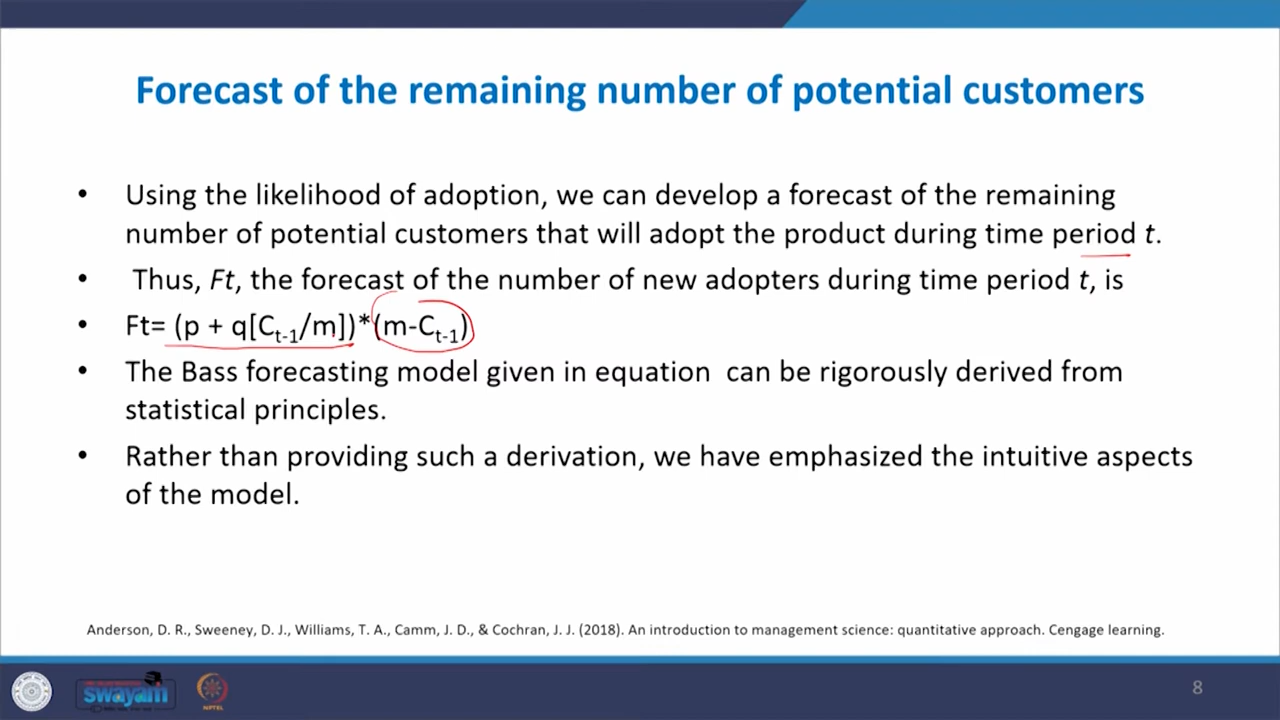 Forecast of the remaining number of potential customers
• Using the likelihood of adoption, we can develop a forecast of the remaining
number of potential customers that will adopt the product during time period t.
• Thus, Ft, the forecast of the number of new adopters during time period t, is
• Ft= (p + q[Ct-1/m])*(m-Ct-1)
• The Bass forecasting model given in equation can be rigorously derived from
statistical principles.
• Rather than providing such a derivation, we have emphasized the intuitive aspects
of the model.
Anderson, D. R., Sweeney, D. J., Williams, T. A., Camm, J. D., & Cochran, J. J. (2018). An introduction to management science: quantitative approach. Cengage learning.
swayam
NPTEL
8